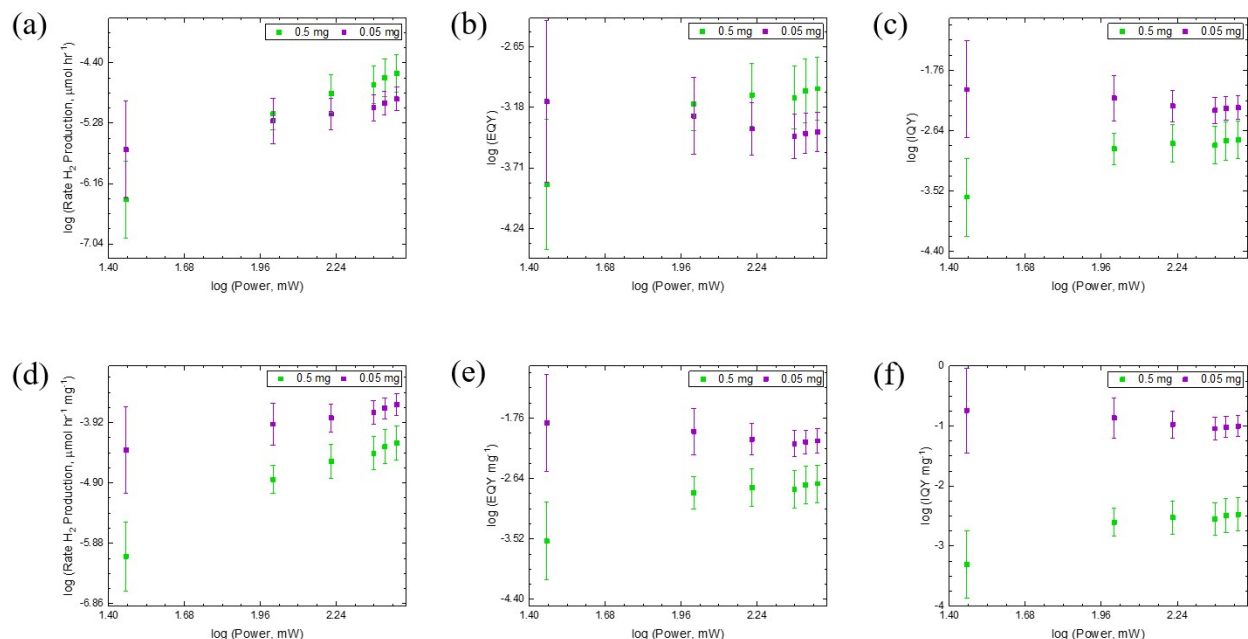 (a)
0.5 mg 0.05 mg
log (Rate H₂ Production, μmol hr⁻¹)
-4.40
-5.28
-6.16
-7.04
1.40 1.68 1.96 2.24
log (Power, mW)
(b)
0.5 mg 0.05 mg
log (EQY)
-2.65
-3.18
-3.71
-4.24
1.40 1.68 1.96 2.24
log (Power, mW)
(c)
0.5 mg 0.05 mg
log (IQY)
-1.76
-2.64
-3.52
-4.40
1.40 1.68 1.96 2.24
log (Power, mW)
(d)
0.5 mg 0.05 mg
log (Rate H₂ Production, μmol hr⁻¹ mg⁻¹)
-3.92
-4.90
-5.88
-6.86
1.40 1.68 1.96 2.24
log (Power, mW)
(e)
0.5 mg 0.05 mg
log (EQY mg⁻¹)
-1.76
-2.64
-3.52
-4.40
1.40 1.68 1.96 2.24
log (Power, mW)
(f)
0.5 mg 0.05 mg
log (IQY mg⁻¹)
0
-1
-2
-3
-4
1.40 1.68 1.96 2.24
log (Power, mW)